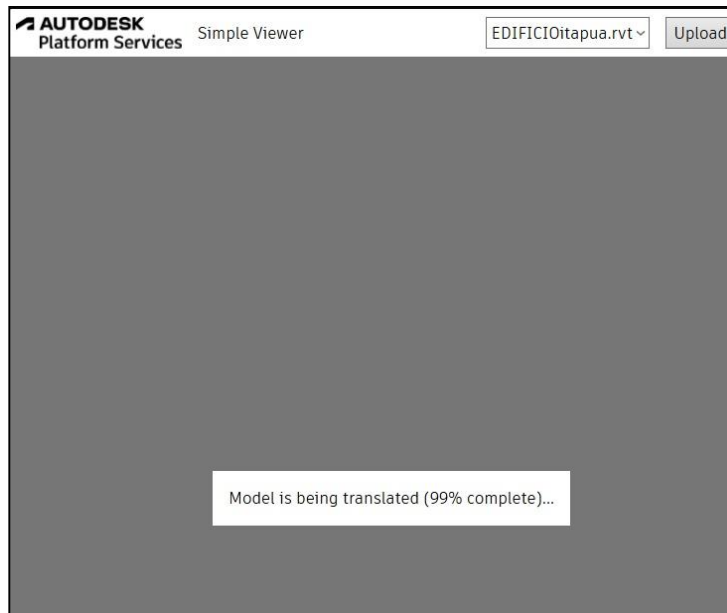 AUTODESK
Platform Services
Simple Viewer
EDIFICIOitapua.rvt
Upload
Model is being translated (99% complete)...